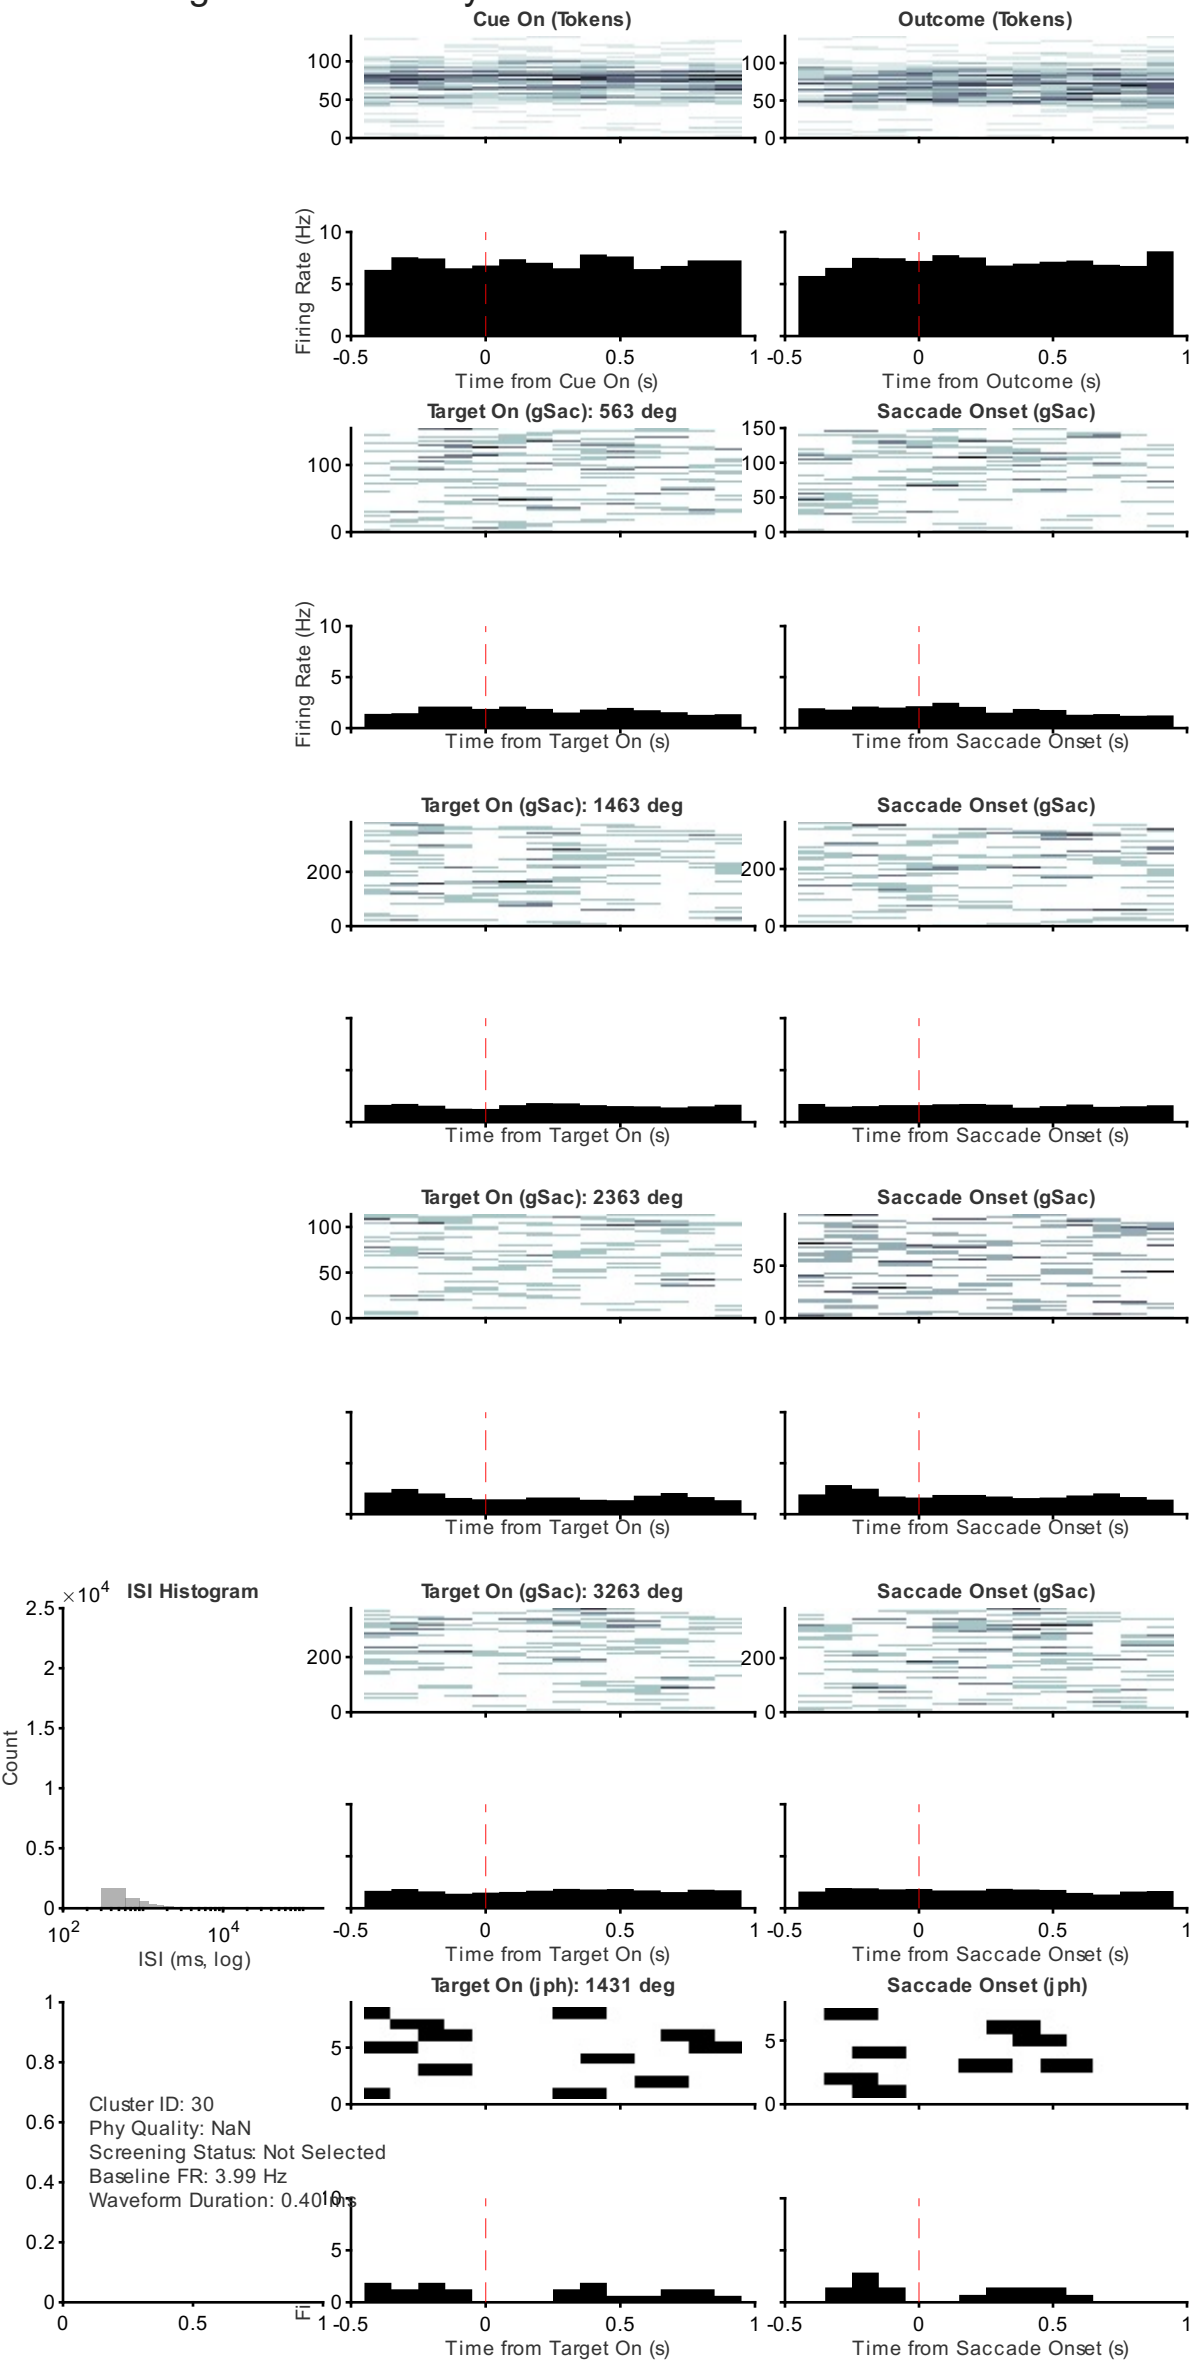 Cue On (Tokens)
Outcome (Tokens)
100
50
0
100
50
0
Firing Rate (Hz)
10
5
0
-0.5
0
0.5
1
-0.5
0
0.5
1
Time from Cue On (s)
Time from Outcome (s)
Target On (gSac): 563 deg
Saccade Onset (gSac)
100
0
150
100
50
0
Firing Rate (Hz)
10
5
0
Time from Target On (s)
Time from Saccade Onset (s)
Target On (gSac): 1463 deg
Saccade Onset (gSac)
200
0
200
0
Time from Target On (s)
Time from Saccade Onset (s)
Target On (gSac): 2363 deg
Saccade Onset (gSac)
100
50
0
50
0
Time from Target On (s)
Time from Saccade Onset (s)
×10⁴
ISI Histogram
2.5
2
1.5
1
0.5
0
Count
10²
10⁴
ISI (ms, log)
Target On (gSac): 3263 deg
Saccade Onset (gSac)
200
0
200
0
-0.5
0
0.5
1
-0.5
0
0.5
1
Time from Target On (s)
Time from Saccade Onset (s)
Target On (jph): 1431 deg
Saccade Onset (jph)
1
0.8
0.6
0.4
0.2
0
0
0.5
1
Cluster ID: 30
Phy Quality: NaN
Screening Status: Not Selected
Baseline FR: 3.99 Hz
Waveform Duration: 0.40 ms
5
0
5
0
10
5
0
Fi
-0.5
0
0.5
1
-0.5
0
0.5
1
Time from Target On (s)
Time from Saccade Onset (s)